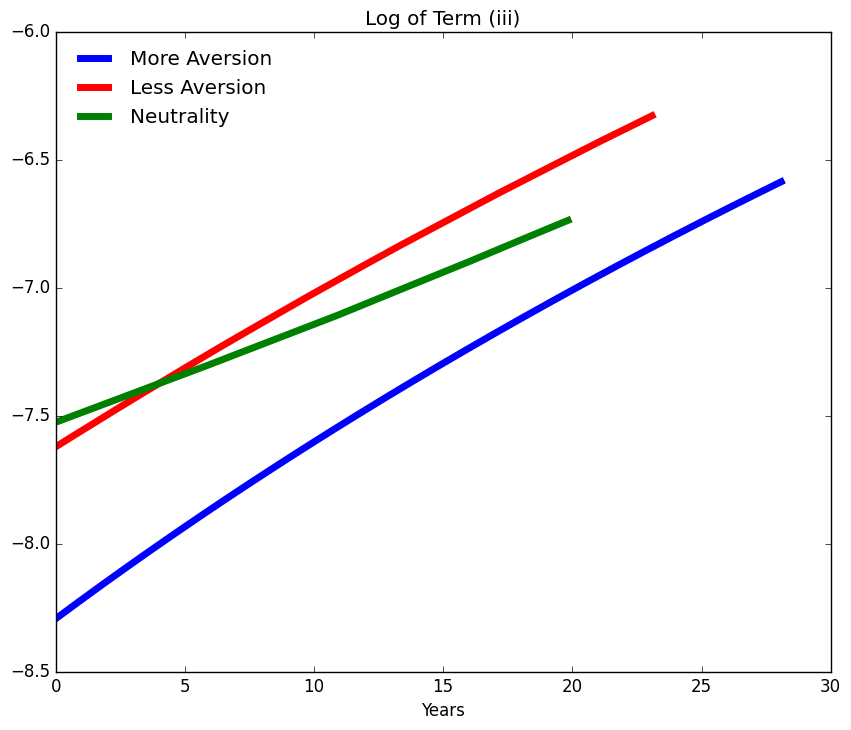 Log of Term (iii)
−6.0
More Aversion
Less Aversion
Neutrality
−6.5
−7.0
−7.5
−8.0
−8.5
0 5 10 15 20 25 30
Years